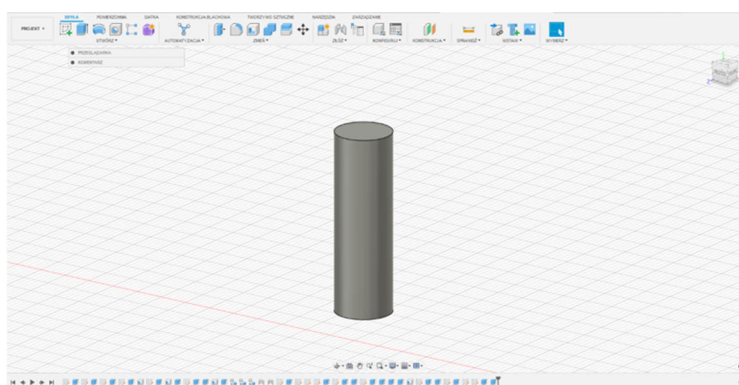 BRYŁA POWIERZCHNIA SIATKA KONSTRUKCJA BLACHOWA TWORZYWO SZTUCZNE NARZĘDZIA ZARZĄDZANIE
PROJEKT
UTWÓRZ AUTOMATYZACJA ZMIEŃ ZŁÓŻ KONFIGURUJ KONSTRUKCJA SPRAWDŹ WSTAW WYBIERZ
PRZEGLĄDARKA
KOMENTARZ